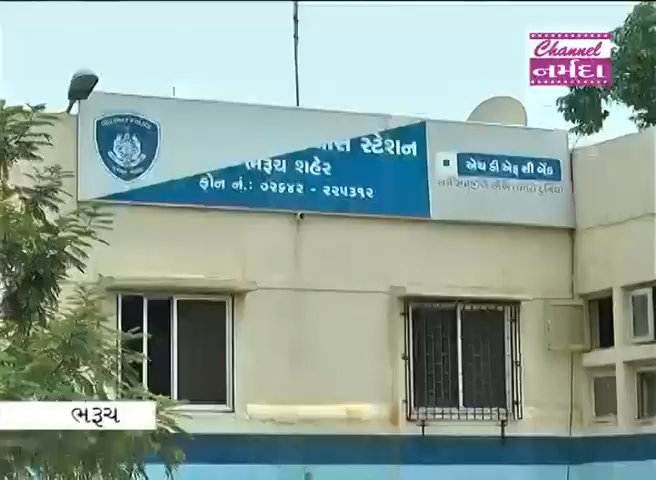 Channel
નર્મદા
સ્ટેશન
ભરૂચ શહેર
ફોન નં.: ૦૨૬૪૨ - ૨૨૫૩૧૨
એચ ડી એફ સી બેંક
ભરૂચ